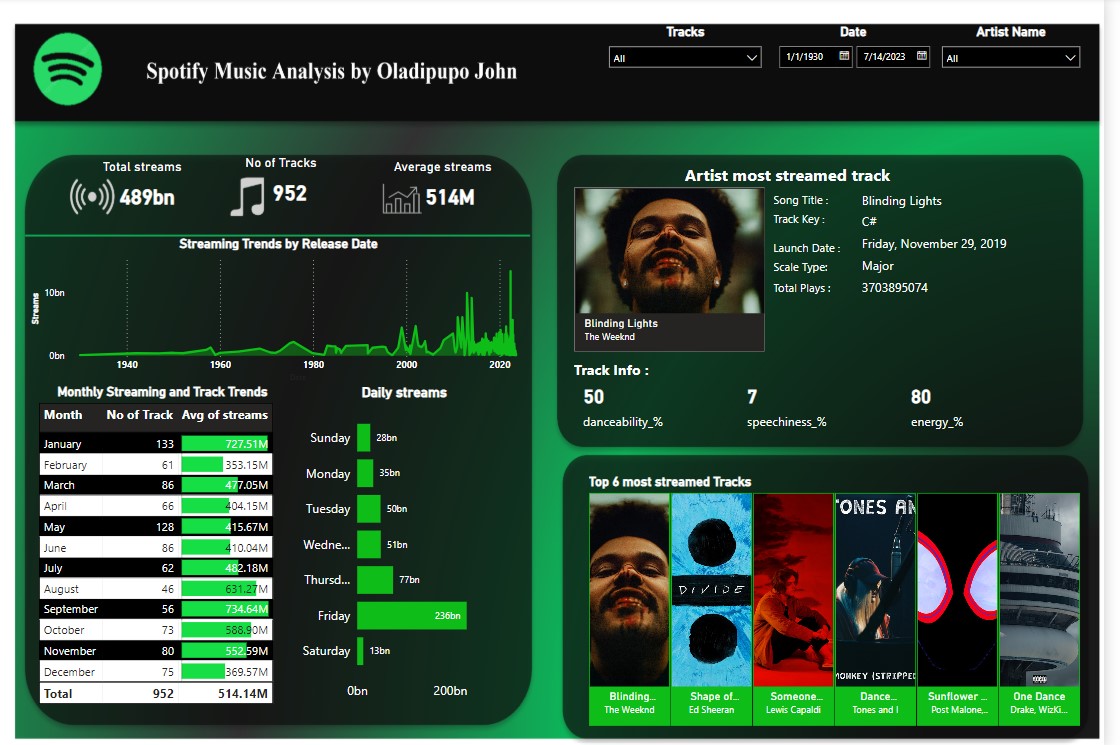 Tracks
Date
Artist Name
All
1/1/1930
7/14/2023
All
Spotify Music Analysis by Oladipupo John
Total streams
No of Tracks
Average streams
489bn
952
514M
Streaming Trends by Release Date
Streams
10bn
0bn
1940
1960
1980
2000
2020
Monthly Streaming and Track Trends
Month No of Track Avg of streams
January 133 727.51M
February 61 353.15M
March 86 477.05M
April 66 404.15M
May 128 415.67M
June 86 410.04M
July 62 482.18M
August 46 631.27M
September 56 734.64M
October 73 588.90M
November 80 552.59M
December 75 369.57M
Total 952 514.14M
Daily streams
Sunday 28bn
Monday 35bn
Tuesday 50bn
Wedne... 51bn
Thursd... 77bn
Friday 236bn
Saturday 13bn
0bn 200bn
Artist most streamed track
Blinding Lights
The Weeknd
Song Title : Blinding Lights
Track Key : C#
Launch Date : Friday, November 29, 2019
Scale Type: Major
Total Plays : 3703895074
Track Info :
50
7
80
danceability_%
speechiness_%
energy_%
Top 6 most streamed Tracks
DIVIDE
TONES AN
MONKEY (STRIPPED
Blinding...
The Weeknd
Shape of...
Ed Sheeran
Someone...
Lewis Capaldi
Dance...
Tones and I
Sunflower ...
Post Malone,...
One Dance
Drake, WizKi...